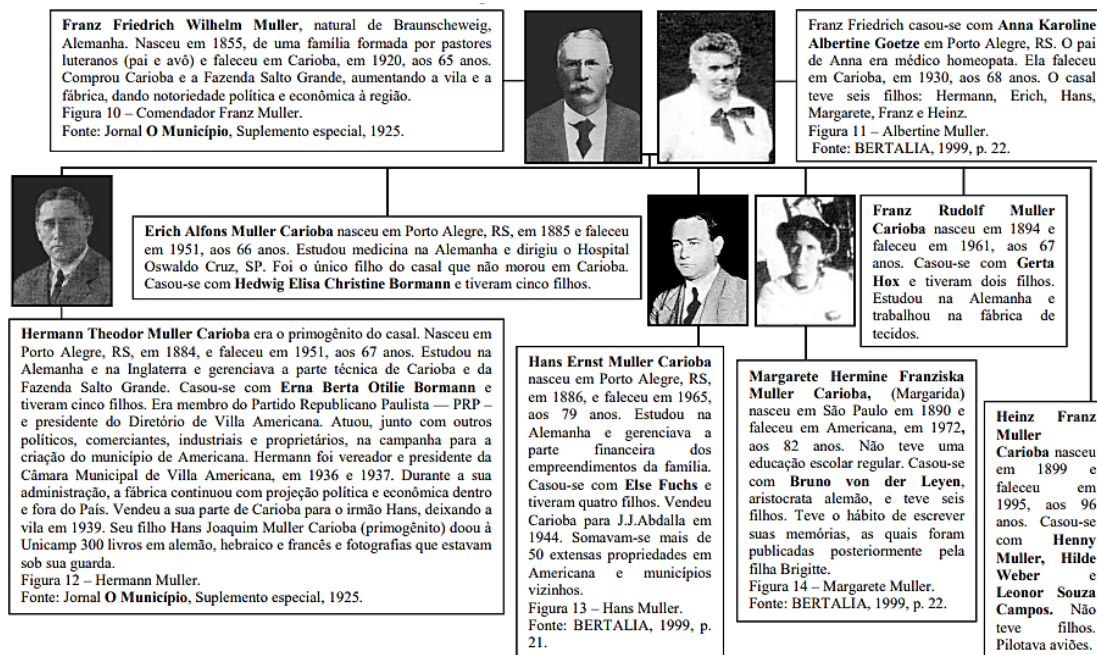 Franz Friedrich Wilhelm Muller, natural de Braunscheweig,
Alemanha. Nasceu em 1855, de uma família formada por pastores
luteranos (pai e avô) e faleceu em Carioba, em 1920, aos 65 anos.
Comprou Carioba e a Fazenda Salto Grande, aumentando a vila e a
fábrica, dando notoriedade política e econômica à região.
Figura 10 – Comendador Franz Muller.
Fonte: Jornal O Município, Suplemento especial, 1925.
Franz Friedrich casou-se com Anna Karoline
Albertine Goetze em Porto Alegre, RS. O pai
de Anna era médico homeopata. Ela faleceu
em Carioba, em 1930, aos 68 anos. O casal
teve seis filhos: Hermann, Erich, Hans,
Margarete, Franz e Heinz.
Figura 11 – Albertine Muller.
Fonte: BERTALIA, 1999, p. 22.
Erich Alfons Muller Carioba nasceu em Porto Alegre, RS, em 1885 e faleceu
em 1951, aos 66 anos. Estudou medicina na Alemanha e dirigiu o Hospital
Oswaldo Cruz, SP. Foi o único filho do casal que não morou em Carioba.
Casou-se com Hedwig Elisa Christine Bormann e tiveram cinco filhos.
Franz Rudolf Muller
Carioba nasceu em 1894 e
faleceu em 1961, aos 67
anos. Casou-se com Gerta
Hox e tiveram dois filhos.
Estudou na Alemanha e
trabalhou na fábrica de
tecidos.
Hermann Theodor Muller Carioba era o primogênito do casal. Nasceu em
Porto Alegre, RS, em 1884, e faleceu em 1951, aos 67 anos. Estudou na
Alemanha e na Inglaterra e gerenciava a parte técnica de Carioba e da
Fazenda Salto Grande. Casou-se com Erna Berta Otilie Bormann e
tiveram cinco filhos. Era membro do Partido Republicano Paulista — PRP –
e presidente do Diretório de Villa Americana. Atuou, junto com outros
políticos, comerciantes, industriais e proprietários, na campanha para a
criação do município de Americana. Hermann foi vereador e presidente da
Câmara Municipal de Villa Americana, em 1936 e 1937. Durante a sua
administração, a fábrica continuou com projeção política e econômica dentro
e fora do País. Vendeu a sua parte de Carioba para o irmão Hans, deixando a
vila em 1939. Seu filho Hans Joaquim Muller Carioba (primogênito) doou à
Unicamp 300 livros em alemão, hebraico e francês e fotografias que estavam
sob sua guarda.
Figura 12 – Hermann Muller.
Fonte: Jornal O Município, Suplemento especial, 1925.
Hans Ernst Muller Carioba
nasceu em Porto Alegre, RS,
em 1886, e faleceu em 1965,
aos 79 anos. Estudou na
Alemanha e gerenciava a
parte financeira dos
empreendimentos da família.
Casou-se com Else Fuchs e
tiveram quatro filhos. Vendeu
Carioba para J.J.Abdalla em
1944. Somavam-se mais de
50 extensas propriedades em
Americana e municípios
vizinhos.
Figura 13 – Hans Muller.
Fonte: BERTALIA, 1999, p.
21.
Margarete Hermine Franziska
Muller Carioba, (Margarida)
nasceu em São Paulo em 1890 e
faleceu em Americana, em 1972,
aos 82 anos. Não teve uma
educação escolar regular. Casou-se
com Bruno von der Leyen,
aristocrata alemão, e teve seis
filhos. Teve o hábito de escrever
suas memórias, as quais foram
publicadas posteriormente pela
filha Brigitte.
Figura 14 – Margarete Muller.
Fonte: BERTALIA, 1999, p. 22.
Heinz Franz
Muller
Carioba nasceu
em 1899 e
faleceu em
1995, aos 96
anos. Casou-se
com Henny
Muller, Hilde
Weber e
Leonor Souza
Campos. Não
teve filhos.
Pilotava aviões.